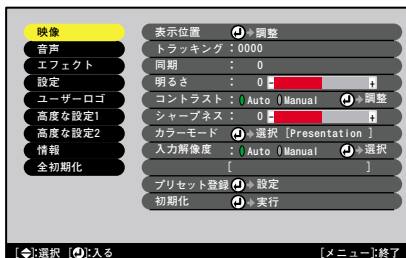 映像
音声
エフェクト
設定
ユーザーロゴ
高度な設定1
高度な設定2
情報
全初期化
表示位置 調整
トラッキング : 0000
同期 : 0
明るさ : 0 - +
コントラスト : Auto Manual 調整
シャープネス : 0 - +
カラーモード 選択 [Presentation ]
入力解像度 : Auto Manual 選択
[ ]
プリセット登録 設定
初期化 実行
[ ]:選択 [ ]:入る [メニュー]:終了